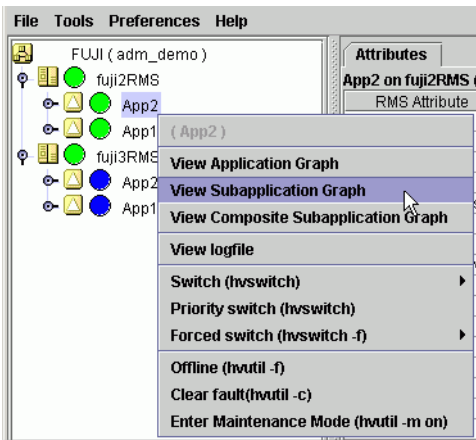 File Tools Preferences Help
FUJI ( adm_demo )
fuji2RMS
App2
App1
fuji3RMS
App2
App1
Attributes
App2 on fuji2RMS (
RMS Attribute
( App2 )
View Application Graph
View Subapplication Graph
View Composite Subapplication Graph
View logfile
Switch (hvswitch)
Priority switch (hvswitch)
Forced switch (hvswitch -f)
Offline (hvutil -f)
Clear fault(hvutil -c)
Enter Maintenance Mode (hvutil -m on)